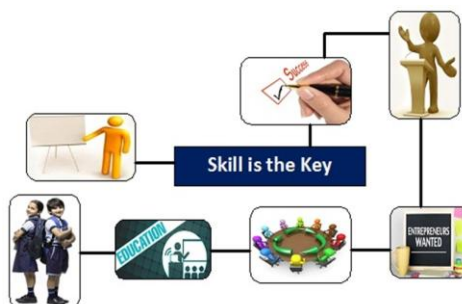 Success
Skill is the Key
EDUCATION
ENTREPRENEURS
WANTED